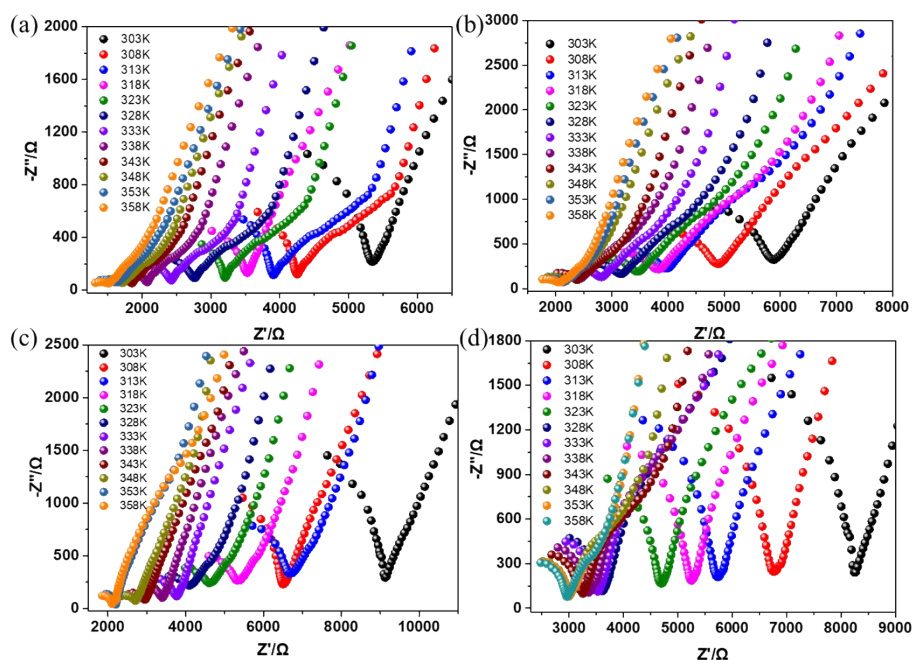 (a)
2000
1600
1200
800
400
0
-Z''/Ω
303K
308K
313K
318K
323K
328K
333K
338K
343K
348K
353K
358K
2000 3000 4000 5000 6000
Z'/Ω
(b)
3000
2500
2000
1500
1000
500
0
-Z''/Ω
303K
308K
313K
318K
323K
328K
333K
338K
343K
348K
353K
358K
2000 3000 4000 5000 6000 7000 8000
Z'/Ω
(c)
2500
2000
1500
1000
500
0
-Z''/Ω
303K
308K
313K
318K
323K
328K
333K
338K
343K
348K
353K
358K
2000 4000 6000 8000 10000
Z'/Ω
(d)
1800
1500
1200
900
600
300
0
-Z''/Ω
303K
308K
313K
318K
323K
328K
333K
338K
343K
348K
353K
358K
3000 4000 5000 6000 7000 8000 9000
Z'/Ω